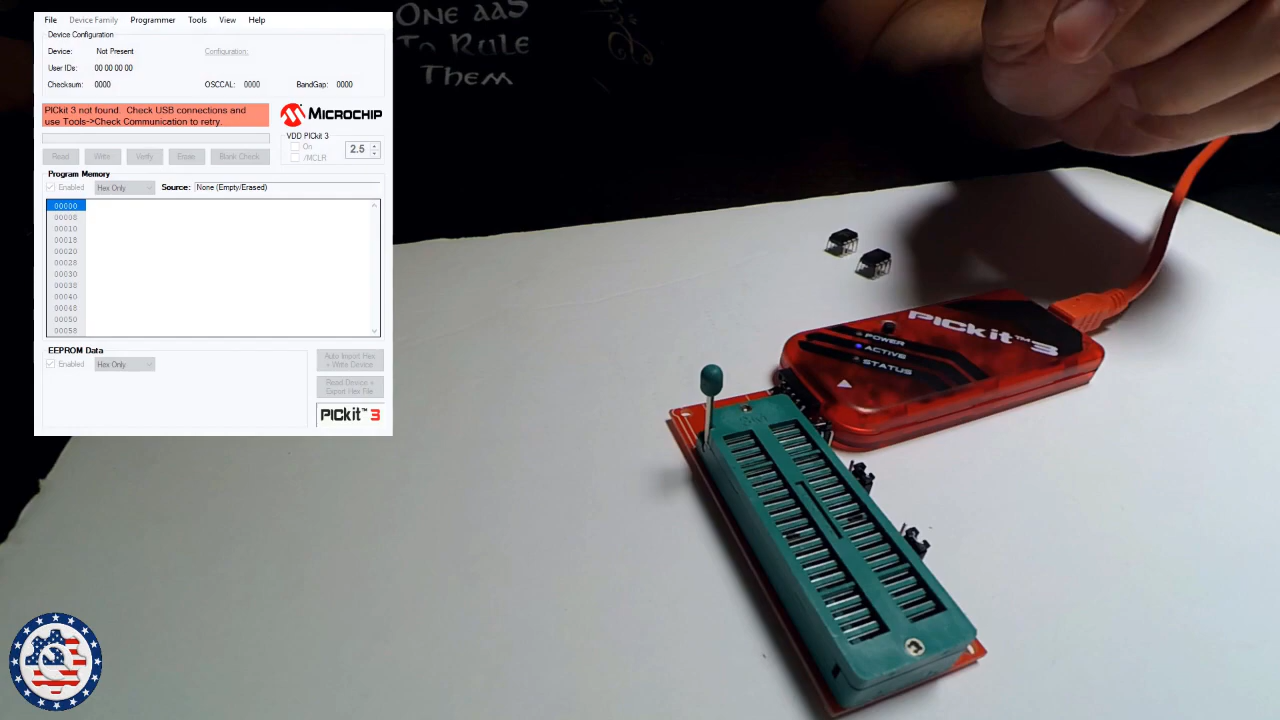 File Device Family Programmer Tools View Help
Device Configuration
Device: Not Present Configuration:
User IDs: 00 00 00 00
Checksum: 0000 OSCCAL: 0000 BandGap: 0000
PICkit 3 not found. Check USB connections and
use Tools->Check Communication to retry.
MICROCHIP
VDD PICkit 3
On
/MCLR
2.5
Read Write Verify Erase Blank Check
Program Memory
Enabled Hex Only Source: None (Empty/Erased)
00000
00008
00010
00018
00020
00028
00030
00038
00040
00048
00050
00058
EEPROM Data
Enabled Hex Only
Auto Import Hex
+ Write Device
Read Device +
Export Hex File
PICkit™ 3
ONE
TO RULE
THEM
PICkit™ 3
POWER
ACTIVE
STATUS